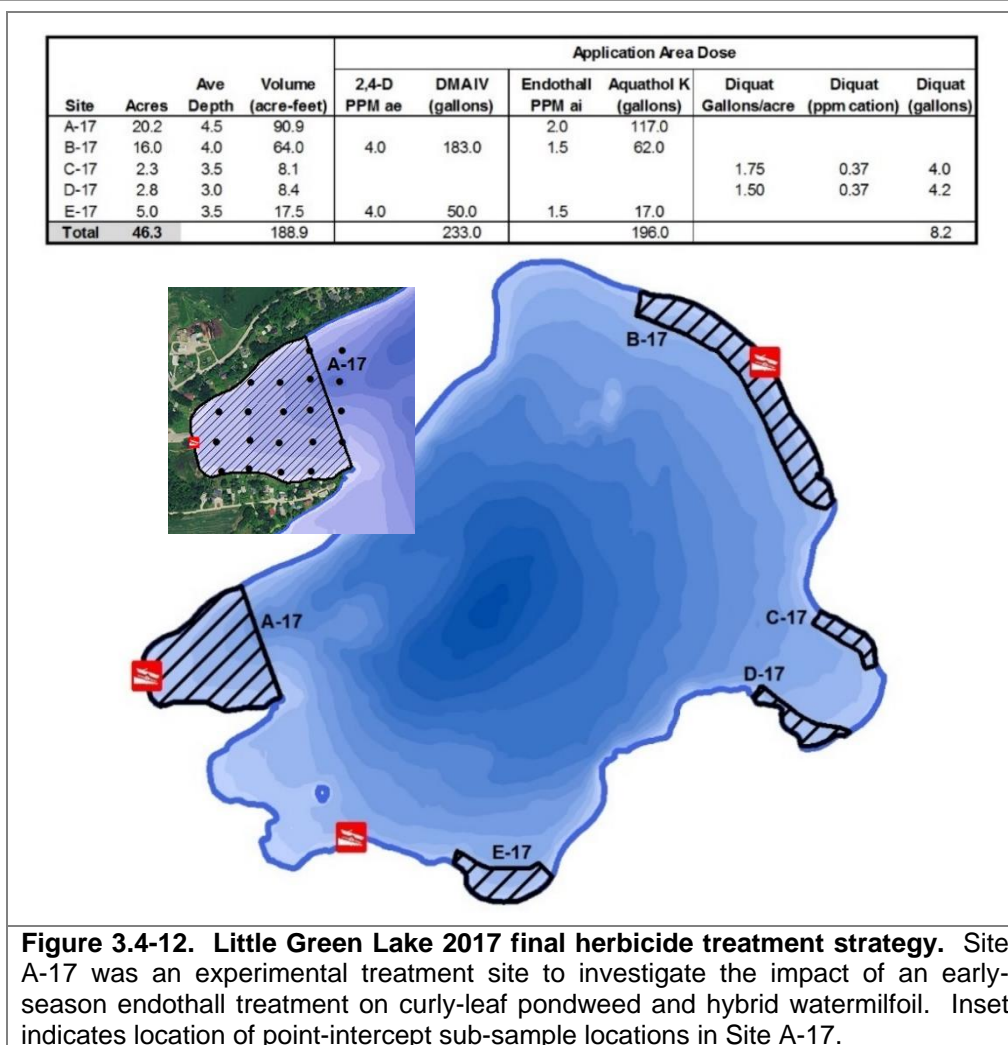 Application Area Dose
Ave Volume 2,4-D DMAIV Endothall Aquathol K Diquat Diquat Diquat
Site Acres Depth (acre-feet) PPM ae (gallons) PPM ai (gallons) Gallons/acre (ppm cation) (gallons)
A-17 20.2 4.5 90.9 2.0 117.0
B-17 16.0 4.0 64.0 4.0 183.0 1.5 62.0
C-17 2.3 3.5 8.1 1.75 0.37 4.0
D-17 2.8 3.0 8.4 1.50 0.37 4.2
E-17 5.0 3.5 17.5 4.0 50.0 1.5 17.0
Total 46.3 188.9 233.0 196.0 8.2
B-17
A-17
A-17
C-17
D-17
E-17
Figure 3.4-12. Little Green Lake 2017 final herbicide treatment strategy. Site
A-17 was an experimental treatment site to investigate the impact of an early-
season endothall treatment on curly-leaf pondweed and hybrid watermilfoil. Inset
indicates location of point-intercept sub-sample locations in Site A-17.